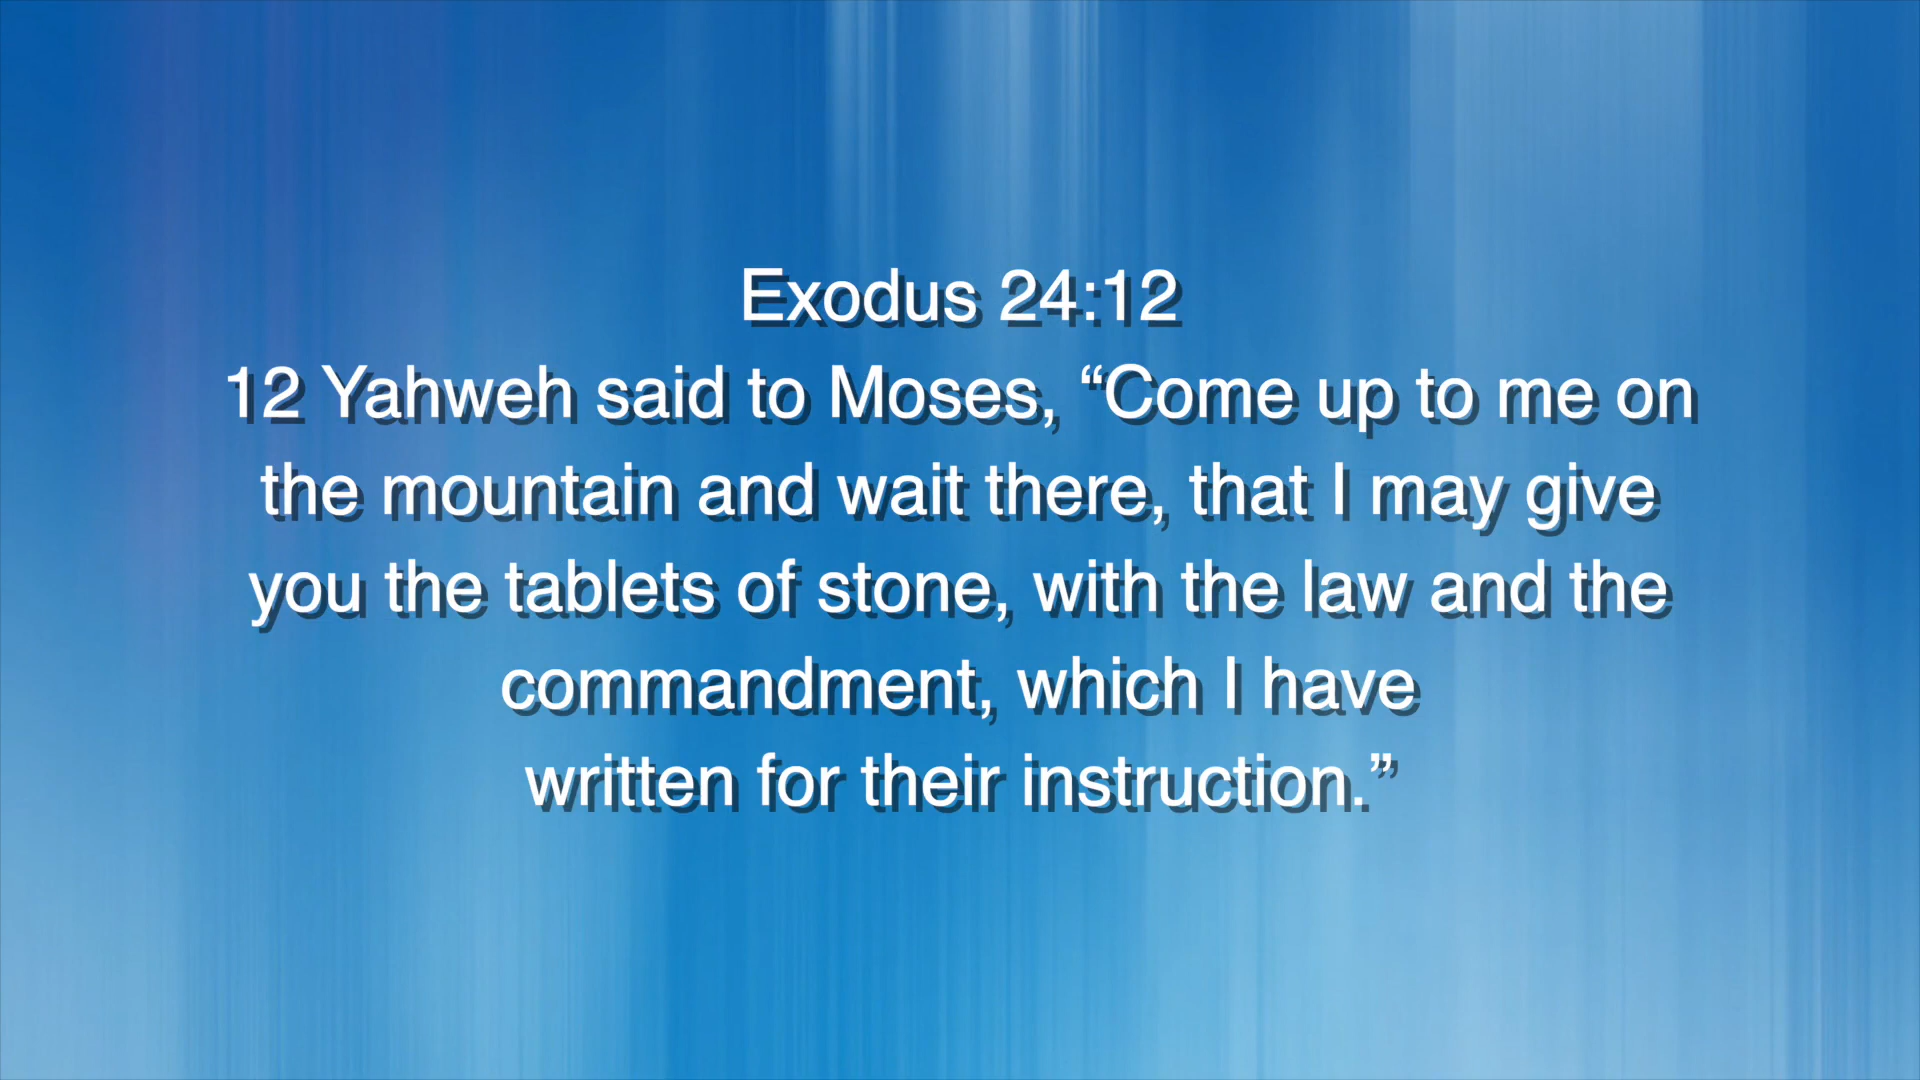 Exodus 24:12
12 Yahweh said to Moses, “Come up to me on
the mountain and wait there, that I may give
you the tablets of stone, with the law and the
commandment, which I have
written for their instruction.”